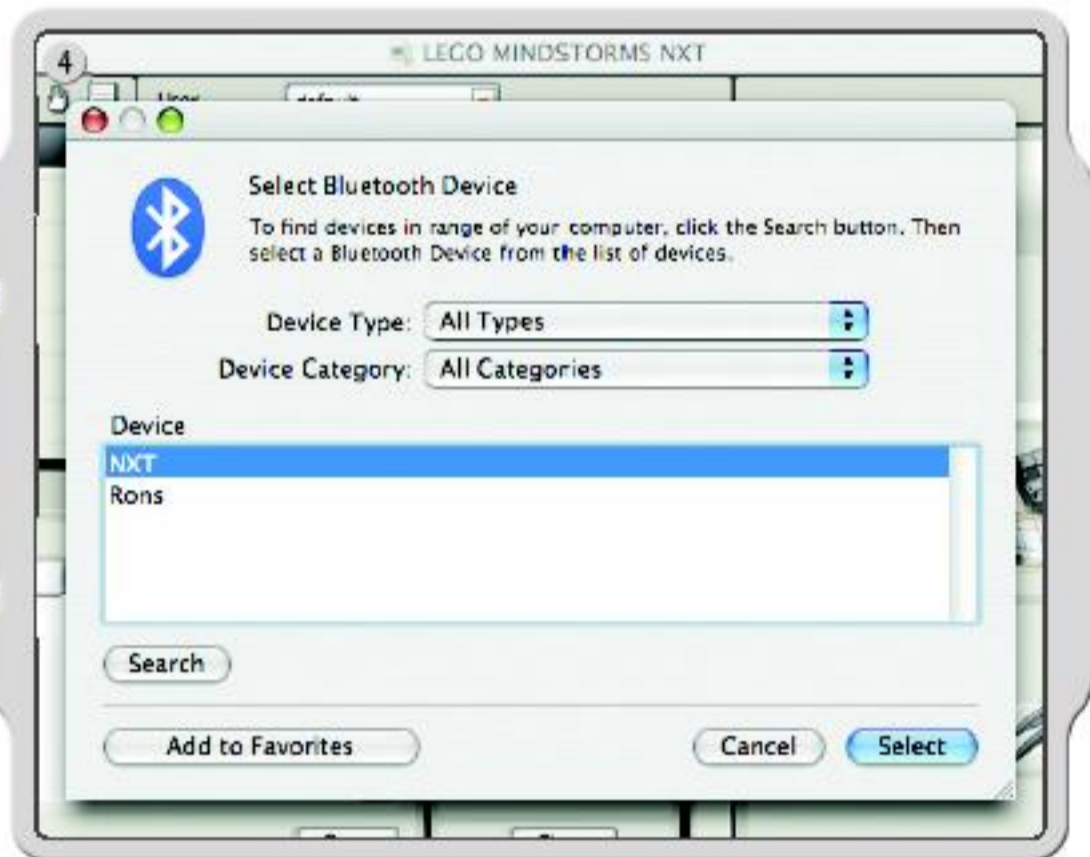 4
LEGO MINDSTORMS NXT
Select Bluetooth Device
To find devices in range of your computer, click the Search button. Then
select a Bluetooth Device from the list of devices.
Device Type: All Types
Device Category: All Categories
Device
NXT
Rons
Search
Add to Favorites Cancel Select